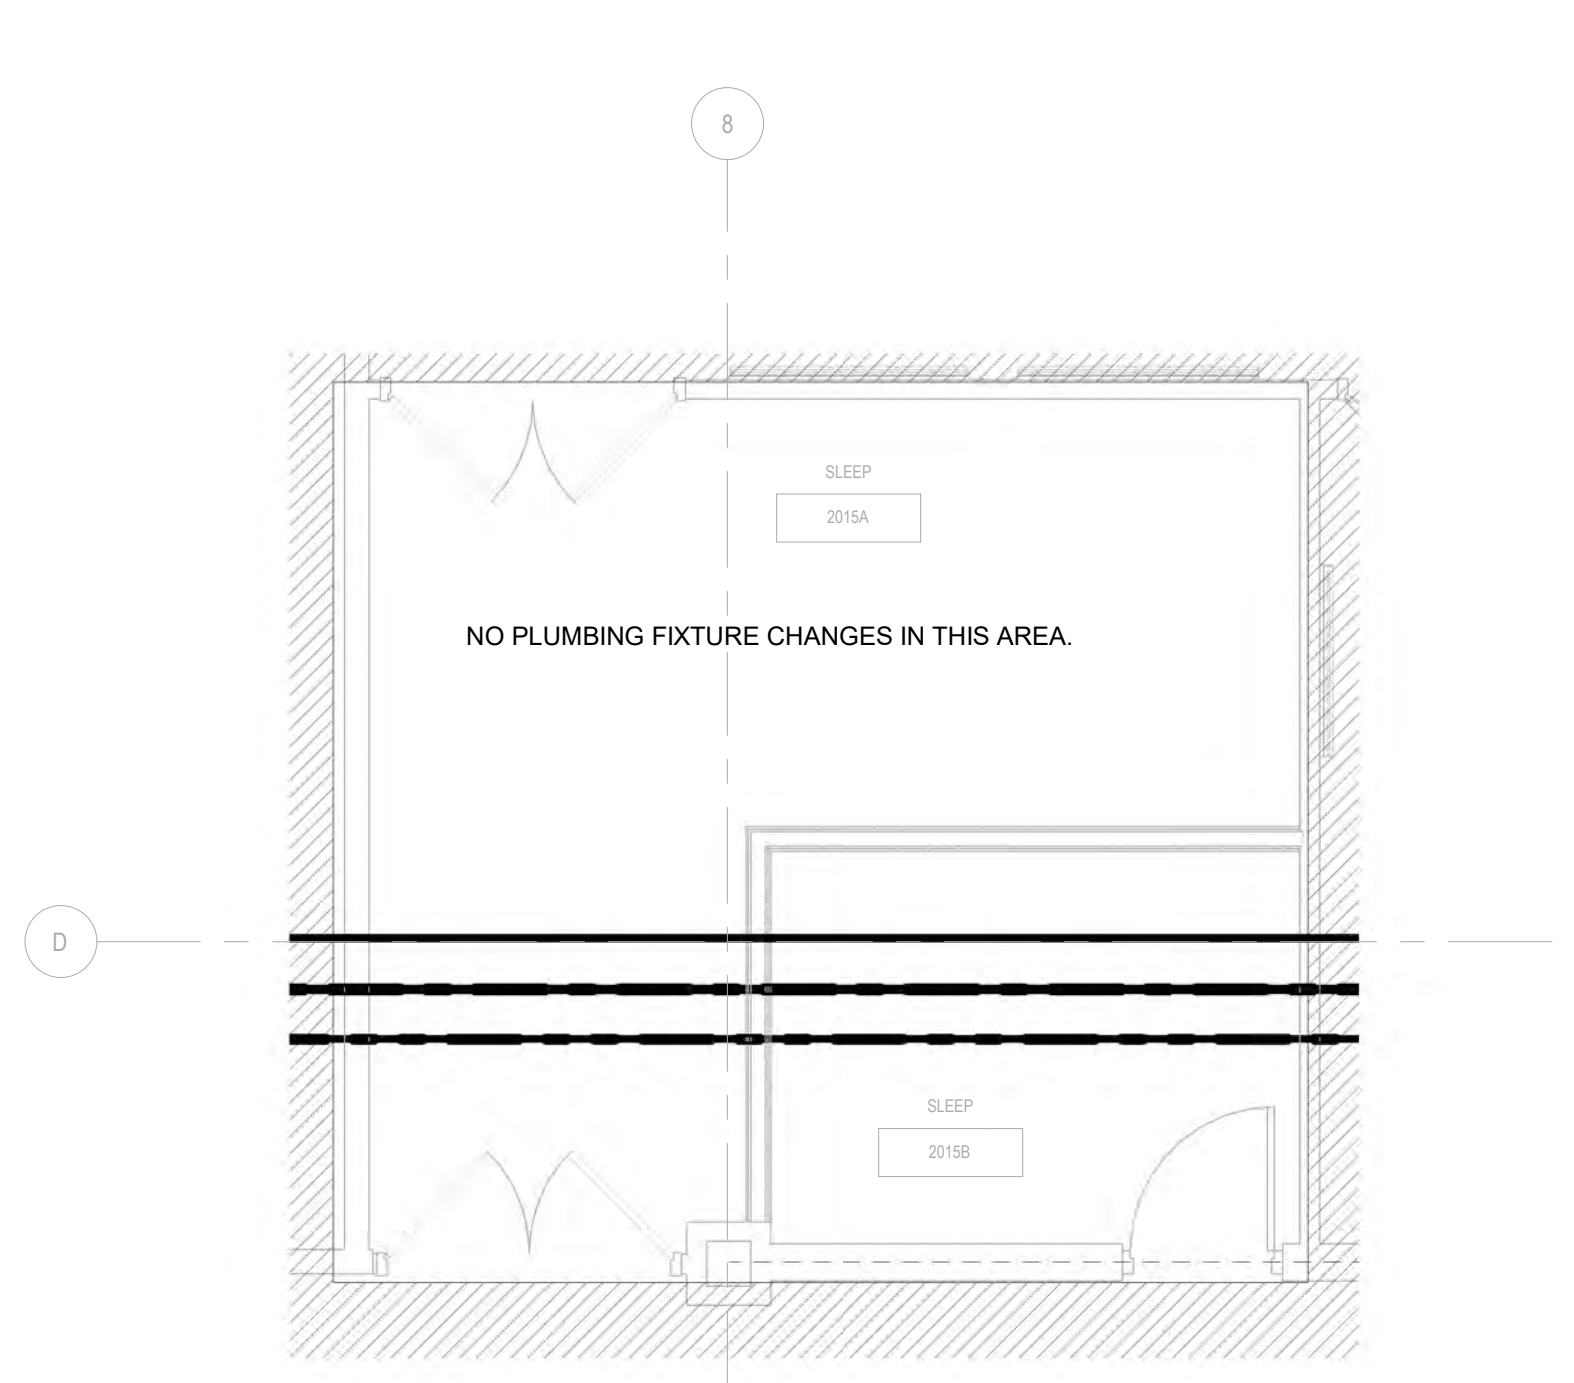 8
SLEEP
2015A
NO PLUMBING FIXTURE CHANGES IN THIS AREA.
D
SLEEP
2015B